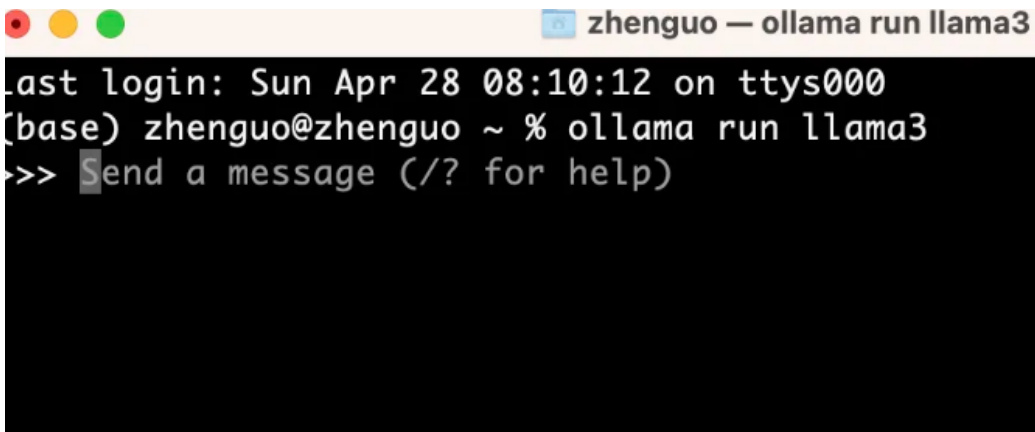 zhenguo — ollama run llama3
Last login: Sun Apr 28 08:10:12 on ttys000
(base) zhenguo@zhenguo ~ % ollama run llama3
>>> Send a message (/? for help)